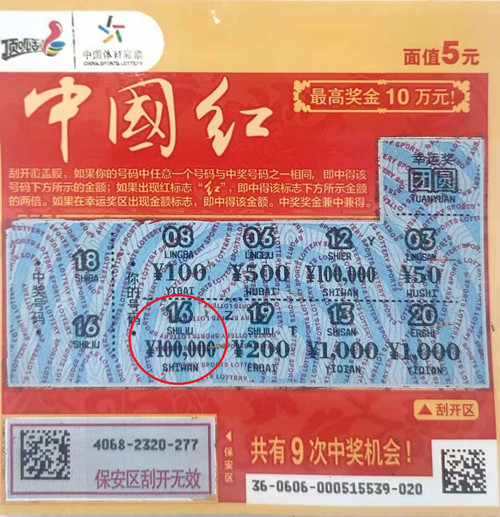 顶呱刮
中国体育彩票
CHINA SPORTS LOTTERY
面值5元
中國红
最高奖金10万元!
刮开覆盖膜，如果你的号码中任意一个号码与中奖号码之一相同，即中得该
号码下方所示的金额；如果出现红标志“红”，即中得该标志下方所示金额
的两倍。如果在幸运奖区出现金额标志，即中得该金额。中奖奖金兼中兼得。
幸运奖
团圆
TUANYUAN
中奖号码
18
SHIBA
16
SHILIU
你的号码
08 06 12 03
LINGBA LINGLIU SHIER LINGSAN
¥100 ¥500 ¥100,000 ¥50
YIBAI WUBAI SHIWAN WUSHI
16 19 13 20
SHILIU SHIJIU SHISAN ERSHI
¥100,000 ¥200 ¥1,000 ¥1,000
SHIWAN ERBAI YIQIAN YIQIAN
▲刮开区
4068-2320-277
保安区刮开无效
保安区
共有9次中奖机会!
36-0606-000515539-020